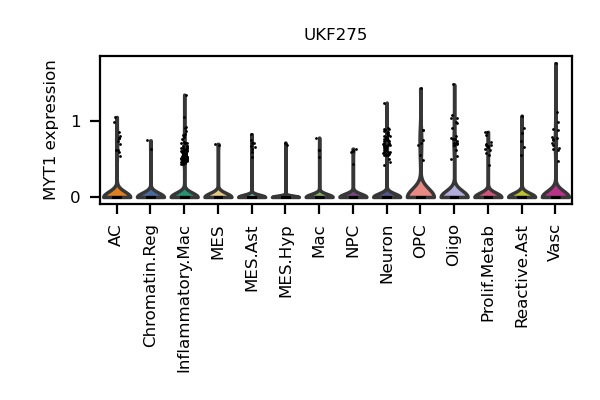 UKF275
MYT1 expression
1
0
AC
Chromatin.Reg
Inflammatory.Mac
MES
MES.Ast
MES.Hyp
Mac
NPC
Neuron
OPC
Oligo
Prolif.Metab
Reactive.Ast
Vasc